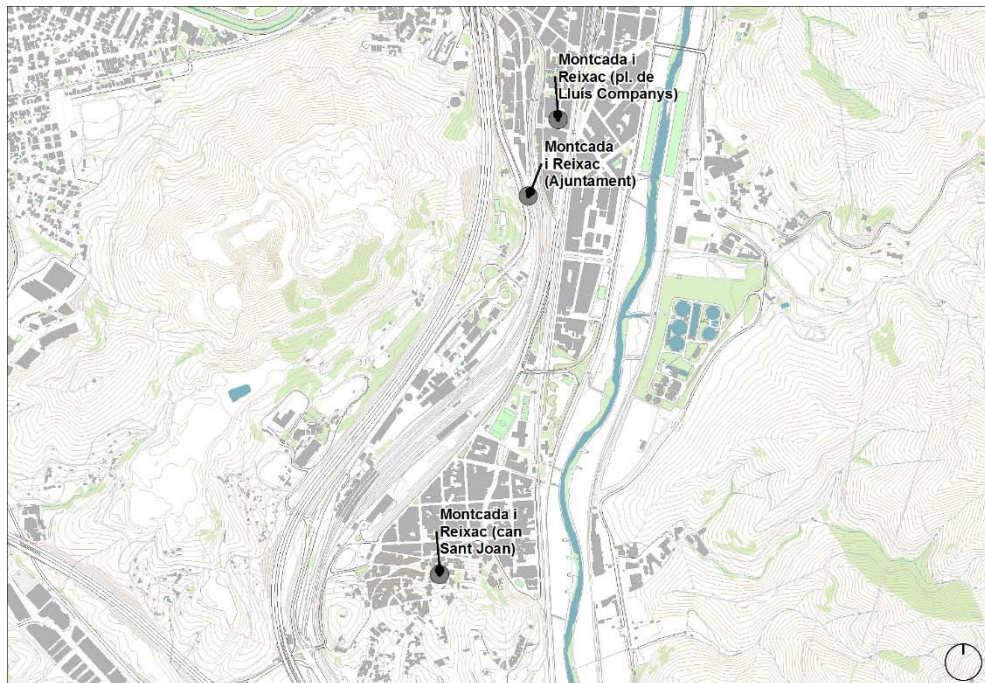 Montcada i
Reixac (pl. de
Lluís Companys)
Montcada
i Reixac
(Ajuntament)
Montcada i
Reixac (can
Sant Joan)